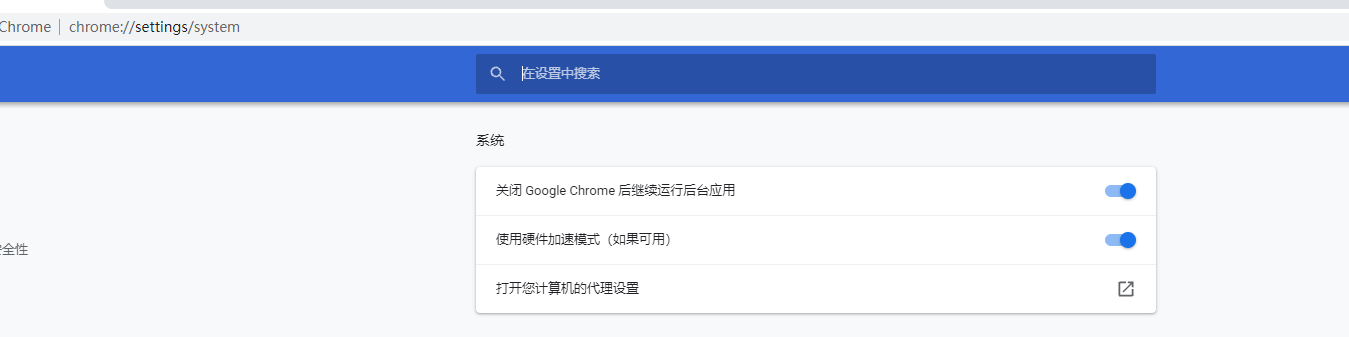 Chrome | chrome://settings/system
在设置中搜索
系统
关闭 Google Chrome 后继续运行后台应用
使用硬件加速模式（如果可用）
全性
打开您计算机的代理设置